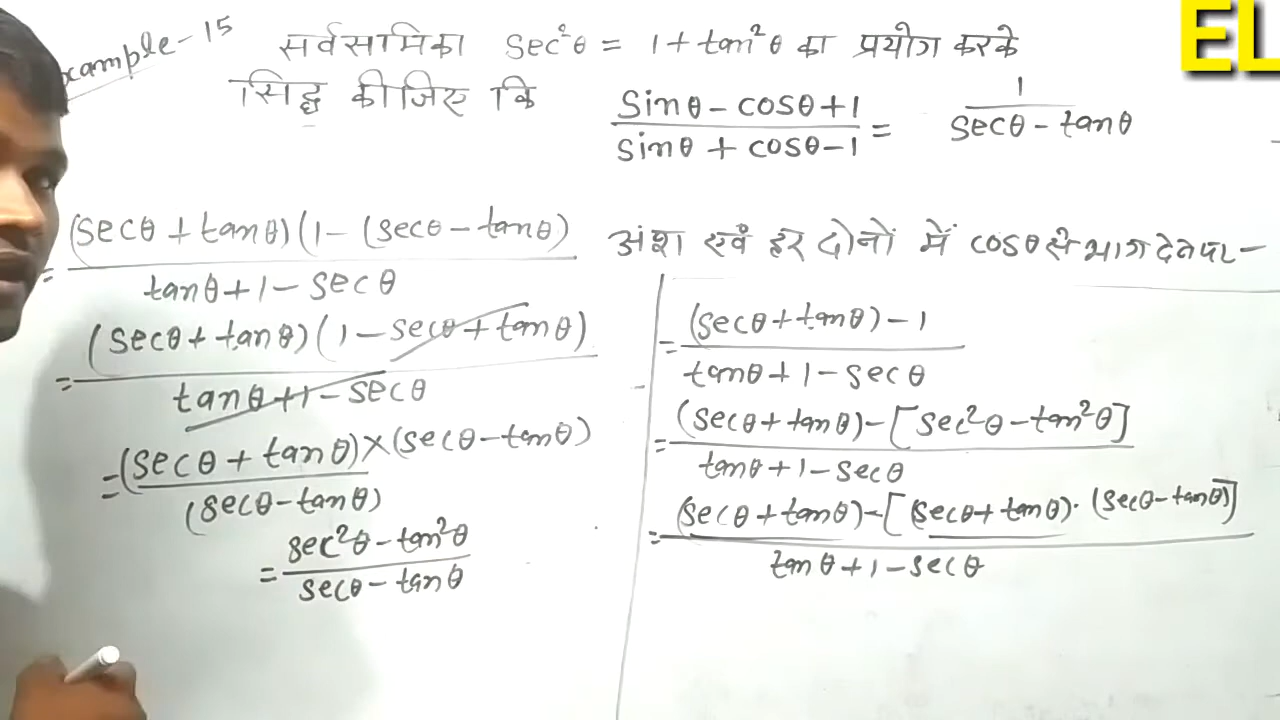 Example-15
सर्वसामिका sec²θ = 1 + tan²θ का प्रयोग करके
EL
सिद्ध कीजिए कि (sinθ - cosθ + 1)/(sinθ + cosθ - 1) = 1/(secθ - tanθ)
अंश एवं हर दोनों में cosθ से भाग देने पर -
= ((secθ + tanθ) - 1)/(tanθ + 1 - secθ)
= ((secθ + tanθ) - [sec²θ - tan²θ])/(tanθ + 1 - secθ)
= ((secθ + tanθ) - [(secθ + tanθ) · (secθ - tanθ)])/(tanθ + 1 - secθ)
= (secθ + tanθ)(1 - (secθ - tanθ)/(tanθ + 1 - secθ)
= (secθ + tanθ)(1 - secθ + tanθ)/(tanθ + 1 - secθ)
= (secθ + tanθ) × (secθ - tanθ)/(secθ - tanθ)
= (sec²θ - tan²θ)/(secθ - tanθ)